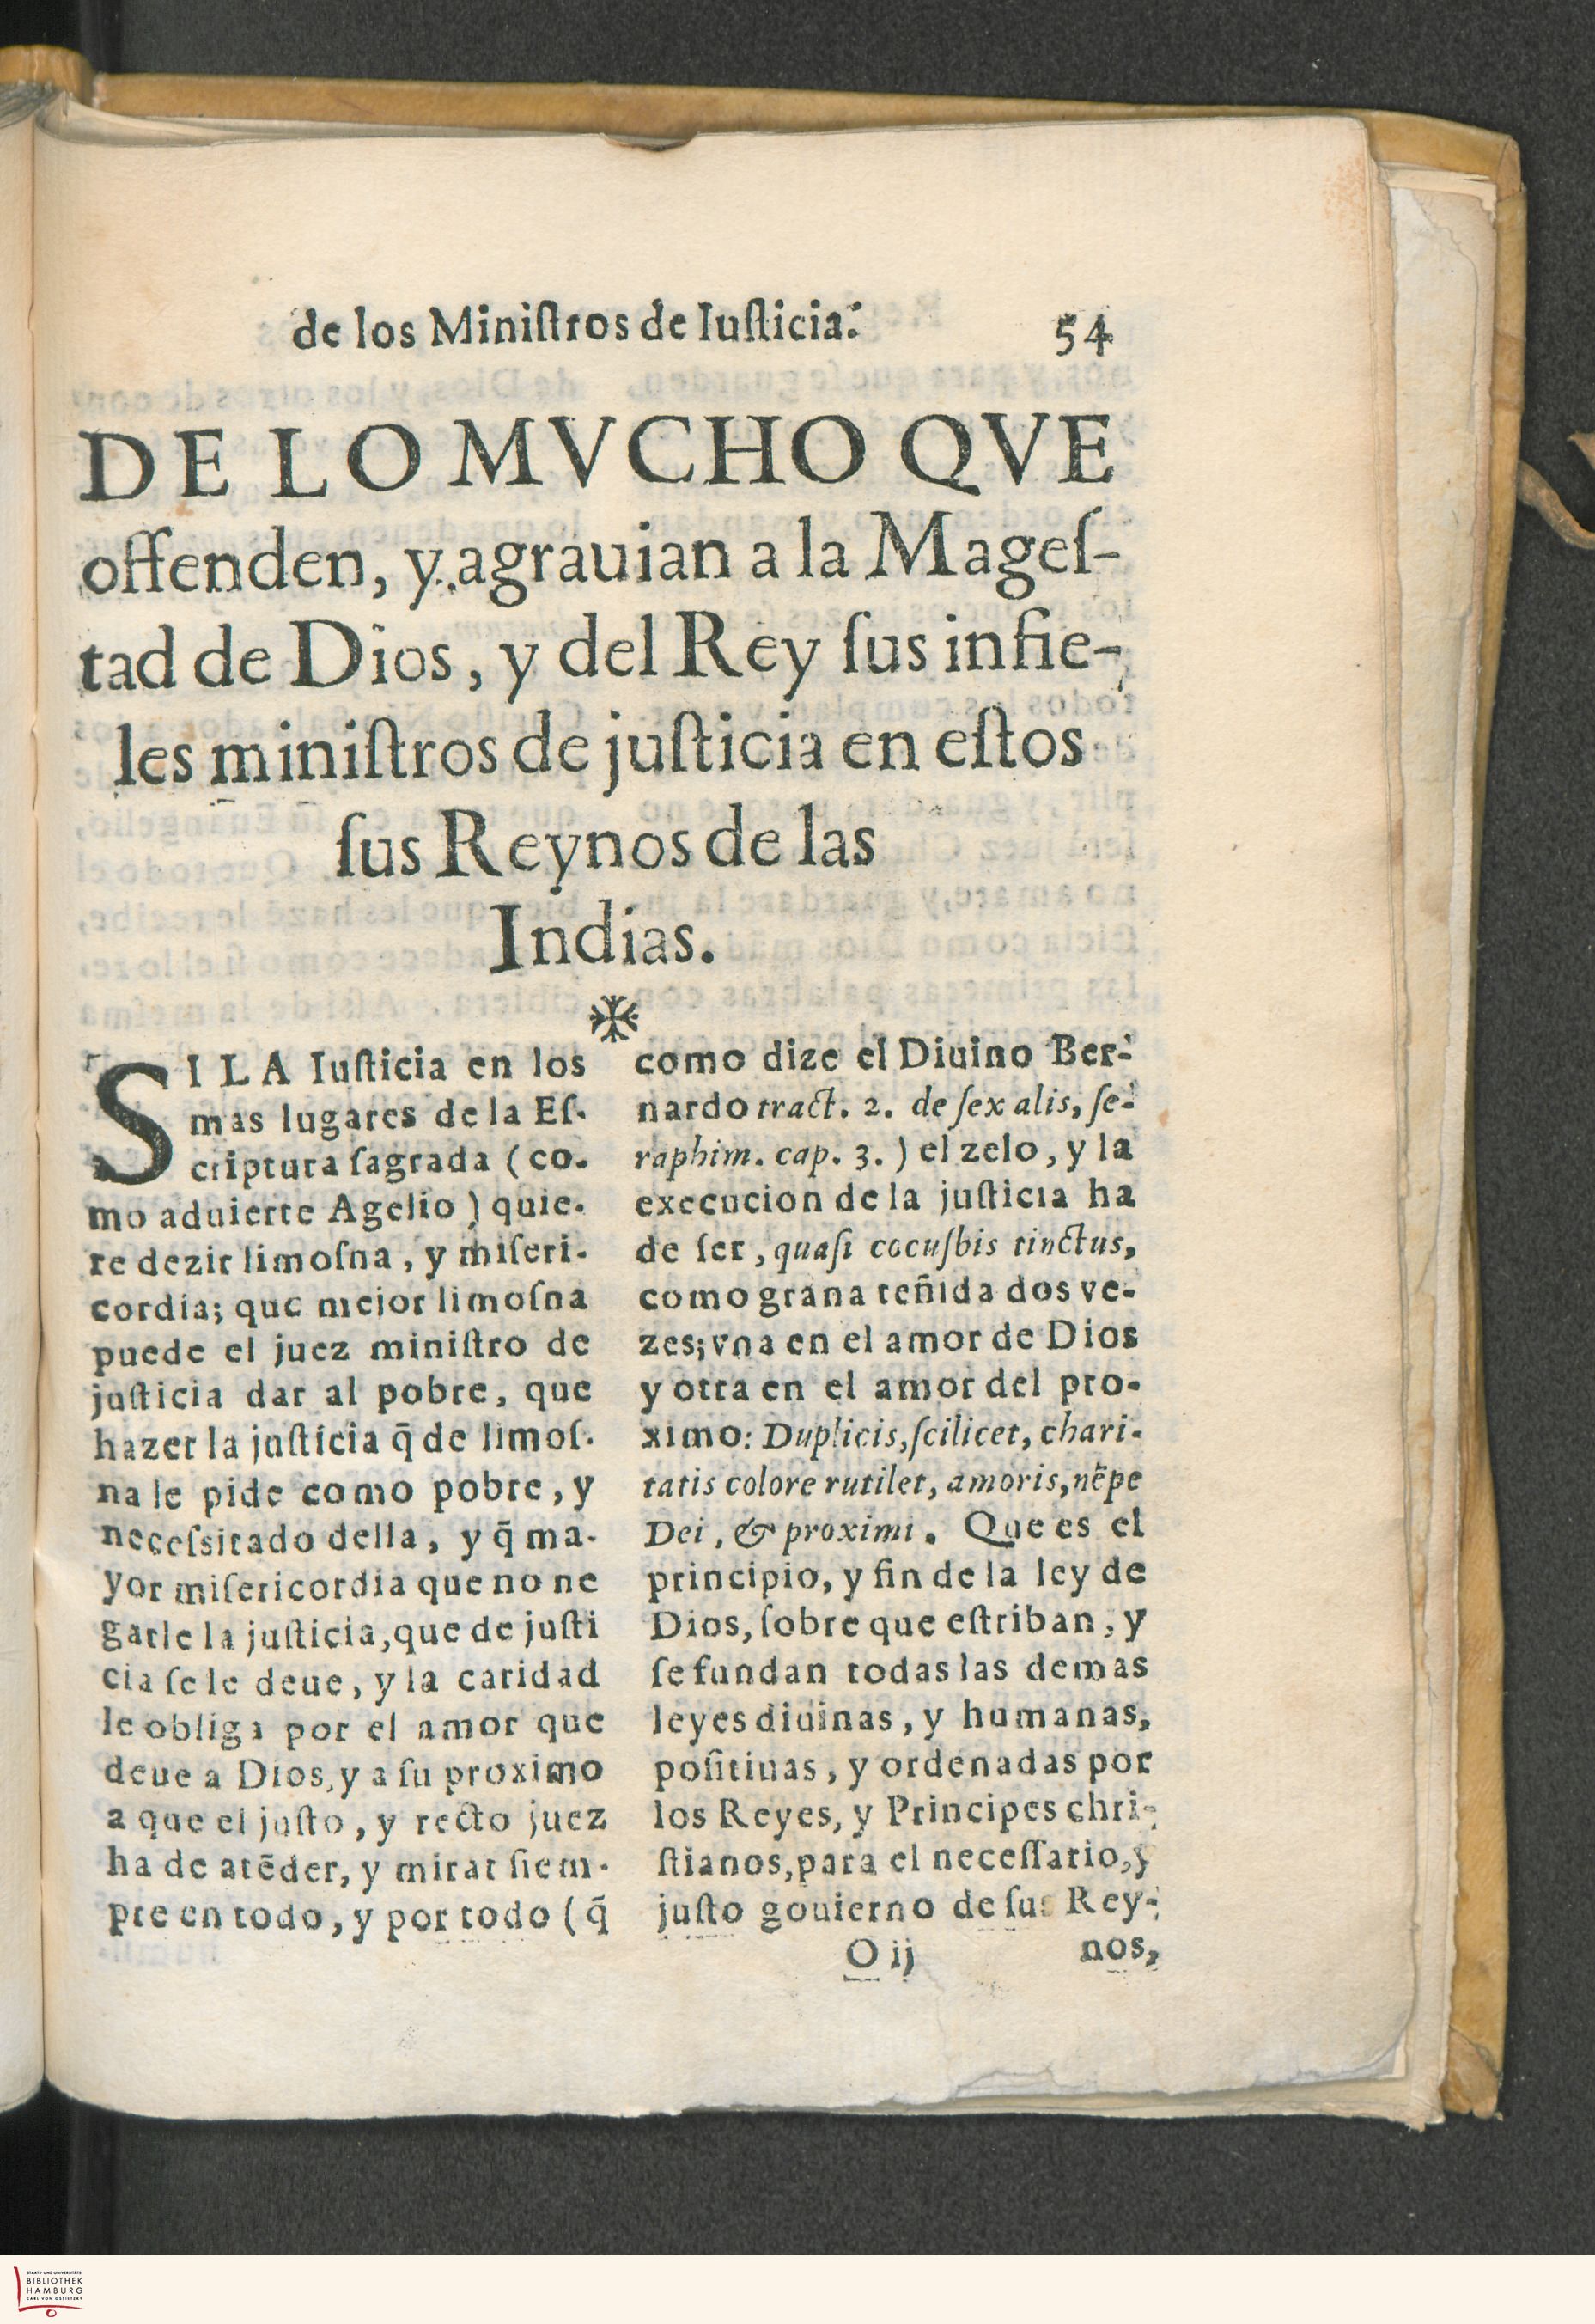 de los Miniſtros de Iuſticia. 54
DE LO MVCHO QVE
offenden, y agrauian a la Mageſ-
tad de Dios, y del Rey ſus infie-
les miniſtros de juſticia en eſtos
ſus Reynos de las
Indias.
SI LA Iuſticia en los
mas lugares de la Eſ-
criptura ſagrada (co-
mo aduierte Agelio) quie-
re dezir limoſna, y miſeri-
cordia; que mejor limoſna
puede el juez miniſtro de
juſticia dar al pobre, que
hazer la juſticia q̄ de limoſ-
na le pide como pobre, y
neceſsitado della, y q̄ ma-
yor miſericordia que no ne
garle la juſticia, que de juſti
cia ſe le deue, y la caridad
le obliga por el amor que
deue a Dios, y a ſu proximo
a que el juſto, y recto juez
ha de atēder, y mirar ſiem-
pre en todo, y por todo (q̄
como dize el Diuino Ber-
nardo tract. 2. de ſex alis, ſe-
raphim. cap. 3.) el zelo, y la
execucion de la juſticia ha
de ſer, quaſi cocuſbis tinctus,
como grana teñida dos ve-
zes; vna en el amor de Dios
y otra en el amor del pro-
ximo: Duplicis, ſcilicet, chari-
tatis colore rutilet, amoris, nēpe
Dei, & proximi. Que es el
principio, y fin de la ley de
Dios, ſobre que eſtriban, y
ſe fundan todas las demas
leyes diuinas, y humanas,
poſitiuas, y ordenadas por
los Reyes, y Principes chri-
ſtianos, para el neceſſario, y
juſto gouierno de ſus Rey-
O ij nos,
STAATS- UND UNIVERSITÄTS-
BIBLIOTHEK
HAMBURG
CARL VON OSSIETZKY